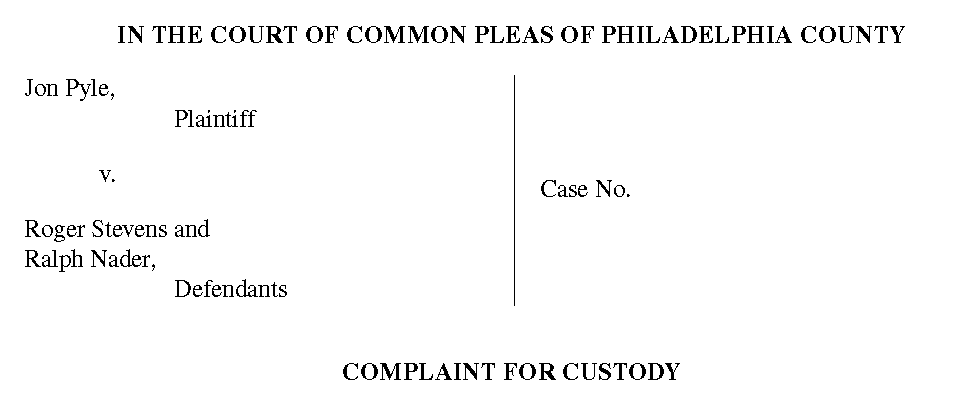 IN THE COURT OF COMMON PLEAS OF PHILADELPHIA COUNTY
Jon Pyle,
Plaintiff
v.
Case No.
Roger Stevens and
Ralph Nader,
Defendants
COMPLAINT FOR CUSTODY